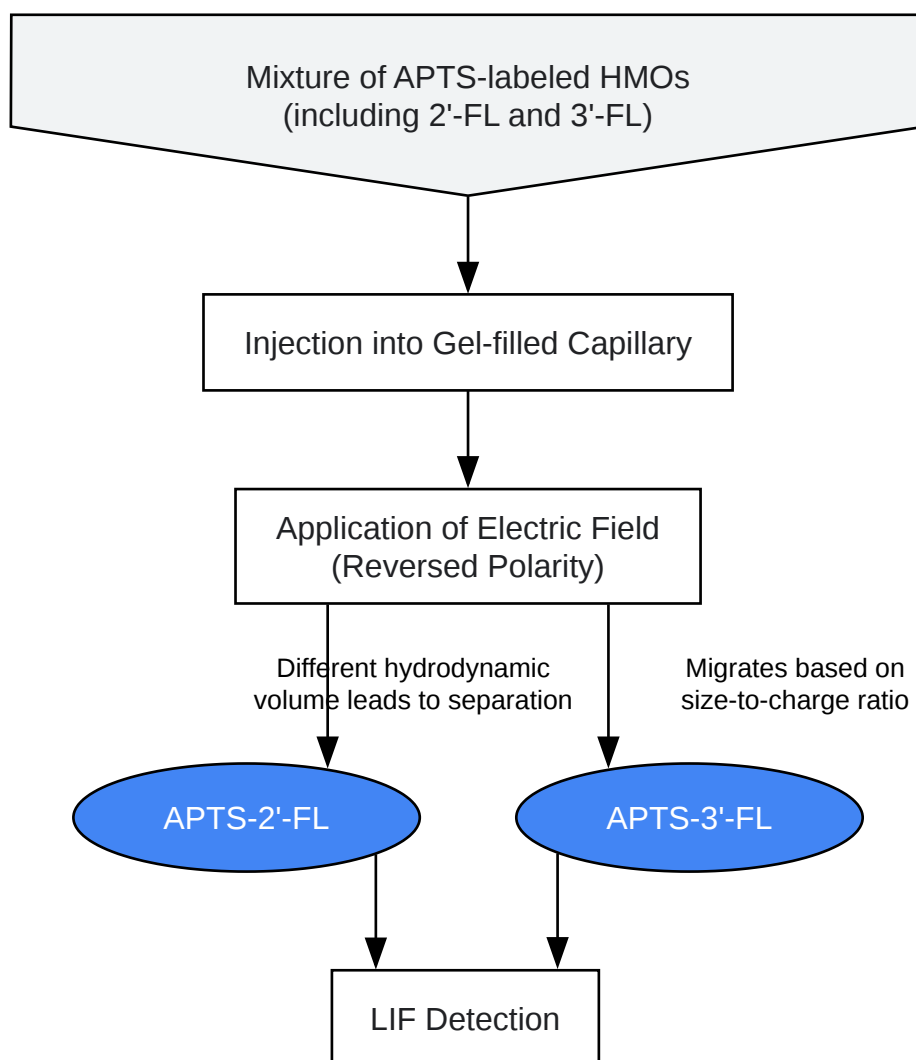 Mixture of APTS-labeled HMOs
(including 2'-FL and 3'-FL)
Injection into Gel-filled Capillary
Application of Electric Field
(Reversed Polarity)
Different hydrodynamic
volume leads to separation
Migrates based on
size-to-charge ratio
APTS-2'-FL
APTS-3'-FL
LIF Detection